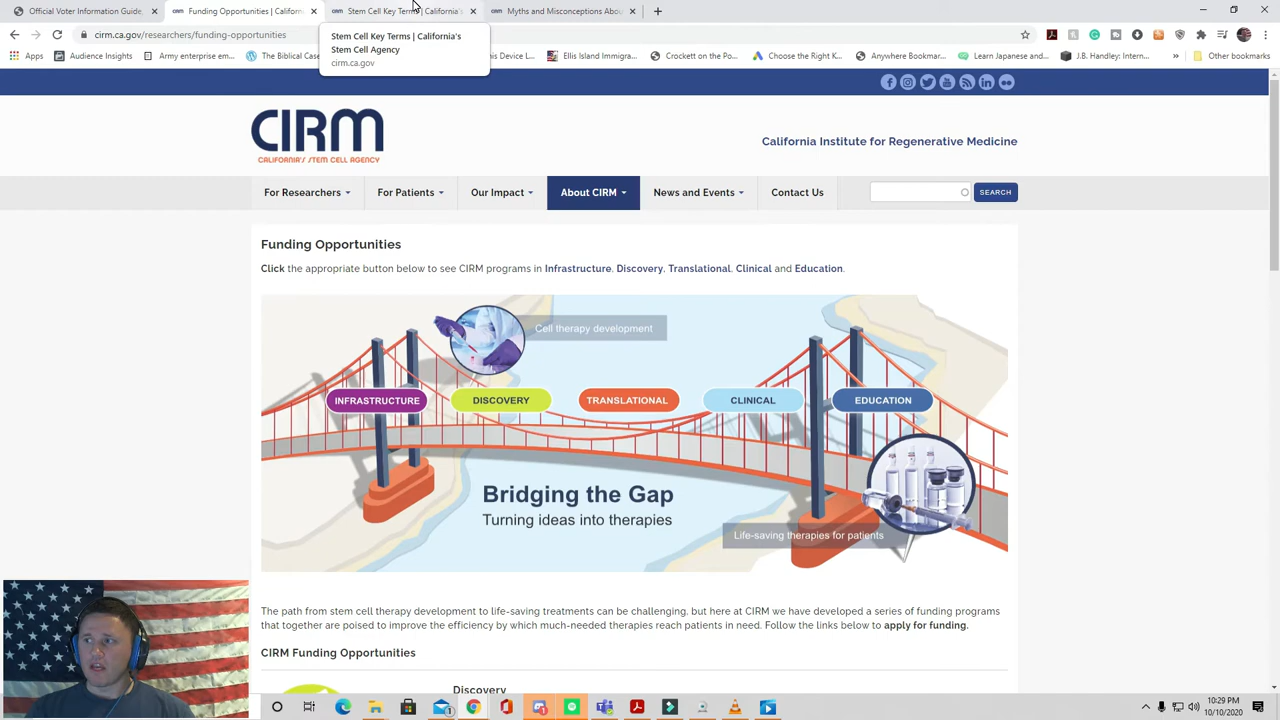 Official Voter Information Guide,
Funding Opportunities | Californ
Stem Cell Key Terms | California's
Myths and Misconceptions About
cirm.ca.gov/researchers/funding-opportunities
Stem Cell Key Terms | California's
Stem Cell Agency
cirm.ca.gov
Apps
Audience Insights
Army enterprise em...
The Biblical Case
his Device L...
Ellis Island Immigra...
Crockett on the Po...
Choose the Right K...
Anywhere Bookmar...
Learn Japanese and...
J.B. Handley: Intern...
»
Other bookmarks
CIRM
CALIFORNIA'S STEM CELL AGENCY
California Institute for Regenerative Medicine
For Researchers
For Patients
Our Impact
About CIRM
News and Events
Contact Us
SEARCH
Funding Opportunities
Click the appropriate button below to see CIRM programs in Infrastructure, Discovery, Translational, Clinical and Education.
Cell therapy development
INFRASTRUCTURE
DISCOVERY
TRANSLATIONAL
CLINICAL
EDUCATION
Bridging the Gap
Turning ideas into therapies
Life-saving therapies for patients
The path from stem cell therapy development to life-saving treatments can be challenging, but here at CIRM we have developed a series of funding programs
that together are poised to improve the efficiency by which much-needed therapies reach patients in need. Follow the links below to apply for funding.
CIRM Funding Opportunities
Discovery
10:29 PM
10/10/2020